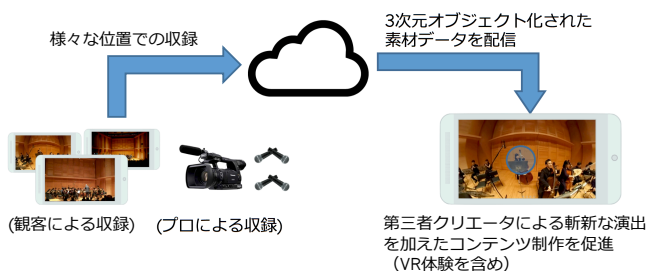 様々な位置での収録
3次元オブジェクト化された
素材データを配信
(観客による収録)
(プロによる収録)
第三者クリエータによる斬新な演出
を加えたコンテンツ制作を促進
（VR体験を含め）